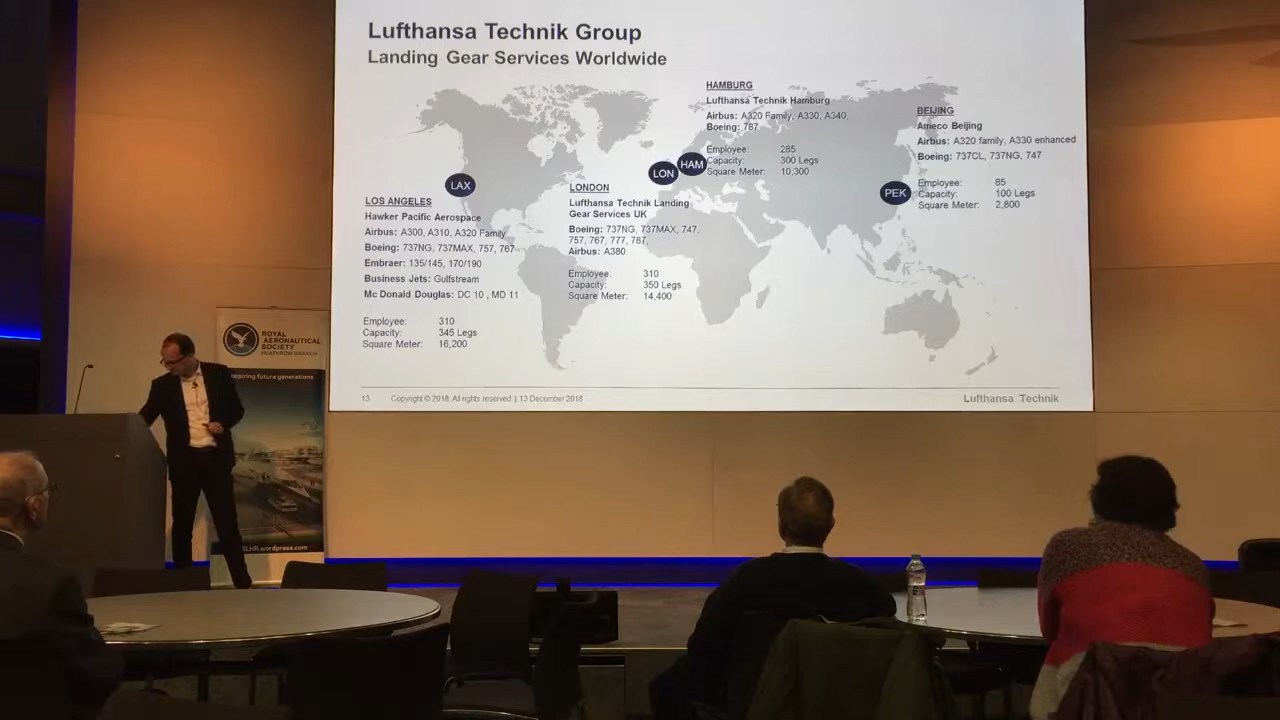 Lufthansa Technik Group
Landing Gear Services Worldwide
HAMBURG
Lufthansa Technik Hamburg
Airbus: A320 Family, A330, A340,
Boeing: 787
Employee: 285
Capacity: 300 Legs
Square Meter: 10,300
BEIJING
Ameco Beijing
Airbus: A320 family, A330 enhanced
Boeing: 737CL, 737NG, 747
Employee: 85
Capacity: 100 Legs
Square Meter: 2,800
LAX
LON
HAM
PEK
LOS ANGELES
Hawker Pacific Aerospace
Airbus: A300, A310, A320 Family
Boeing: 737NG, 737MAX, 757, 767
Embraer: 135/145, 170/190
Business Jets: Gulfstream
Mc Donald Douglas: DC 10 , MD 11
Employee: 310
Capacity: 345 Legs
Square Meter: 16,200
LONDON
Lufthansa Technik Landing
Gear Services UK
Boeing: 737NG, 737MAX, 747,
757, 767, 777, 787,
Airbus: A380
Employee: 310
Capacity: 350 Legs
Square Meter: 14,400
13 Copyright © 2018. All rights reserved. | 13 December 2018
Lufthansa Technik
ROYAL
AERONAUTICAL
SOCIETY
HEATHROW BRANCH
inspiring future generations
SLHR.wordpress.com